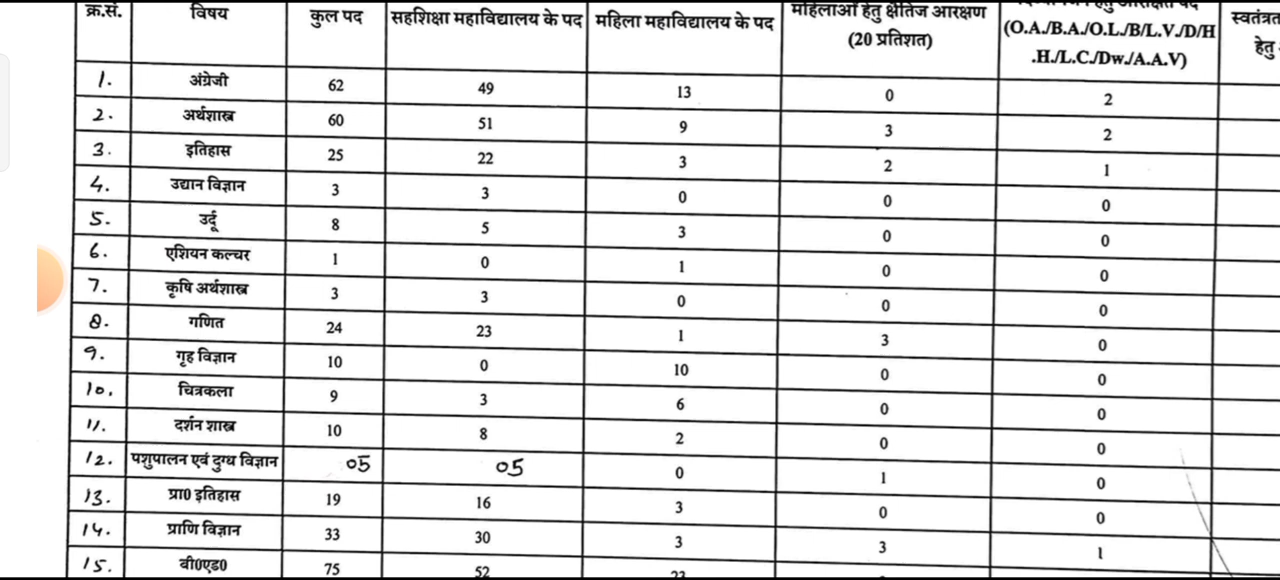 क्र.सं. विषय कुल पद सहशिक्षा महाविद्यालय के पद महिला महाविद्यालय के पद महिलाओं हेतु क्षैतिज आरक्षण (20 प्रतिशत) (O.A./B.A./O.L./B/L.V./D/H .H./L.C./Dw./A.A.V) हेतु
1. अंग्रेजी 62 49 13 0 2
2. अर्थशास्त्र 60 51 9 3 2
3. इतिहास 25 22 3 2 1
4. उद्यान विज्ञान 3 3 0 0 0
5. उर्दू 8 5 3 0 0
6. एशियन कल्चर 1 0 1 0 0
7. कृषि अर्थशास्त्र 3 3 0 0 0
8. गणित 24 23 1 3 0
9. गृह विज्ञान 10 0 10 0 0
10. चित्रकला 9 3 6 0 0
11. दर्शन शास्त्र 10 8 2 0 0
12. पशुपालन एवं दुग्ध विज्ञान 05 05 0 1 0
13. प्रा0 इतिहास 19 16 3 0 0
14. प्राणि विज्ञान 33 30 3 3 1
15. बी0एड0 75 52 23